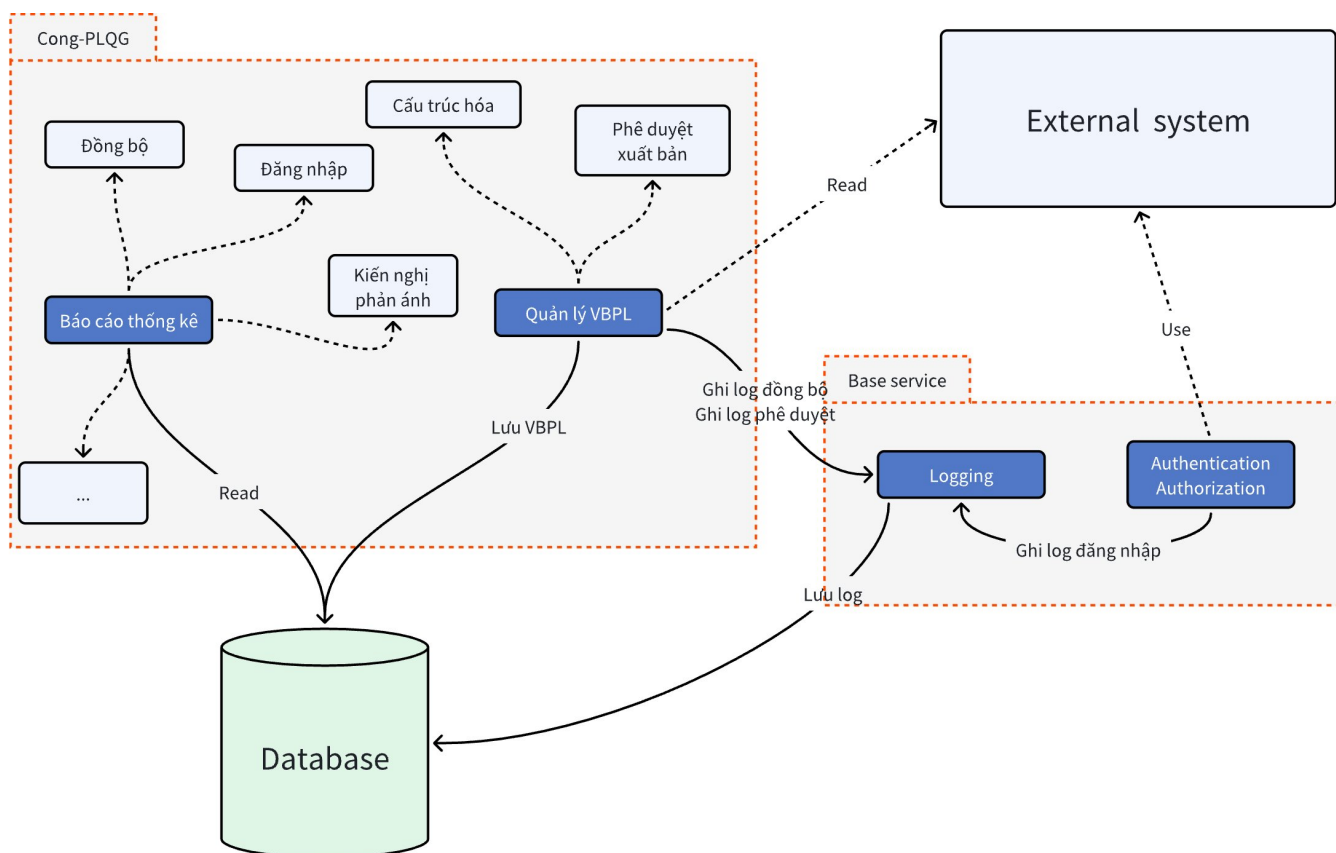 Cong-PLQG
Cấu trúc hóa
Phê duyệt
xuất bản
Đồng bộ
Đăng nhập
External system
Read
Kiến nghị
phản ánh
Báo cáo thống kê
Quản lý VBPL
Use
Base service
Ghi log đồng bộ
Ghi log phê duyệt
Lưu VBPL
...
Read
Logging
Authentication
Authorization
Ghi log đăng nhập
Lưu log
Database